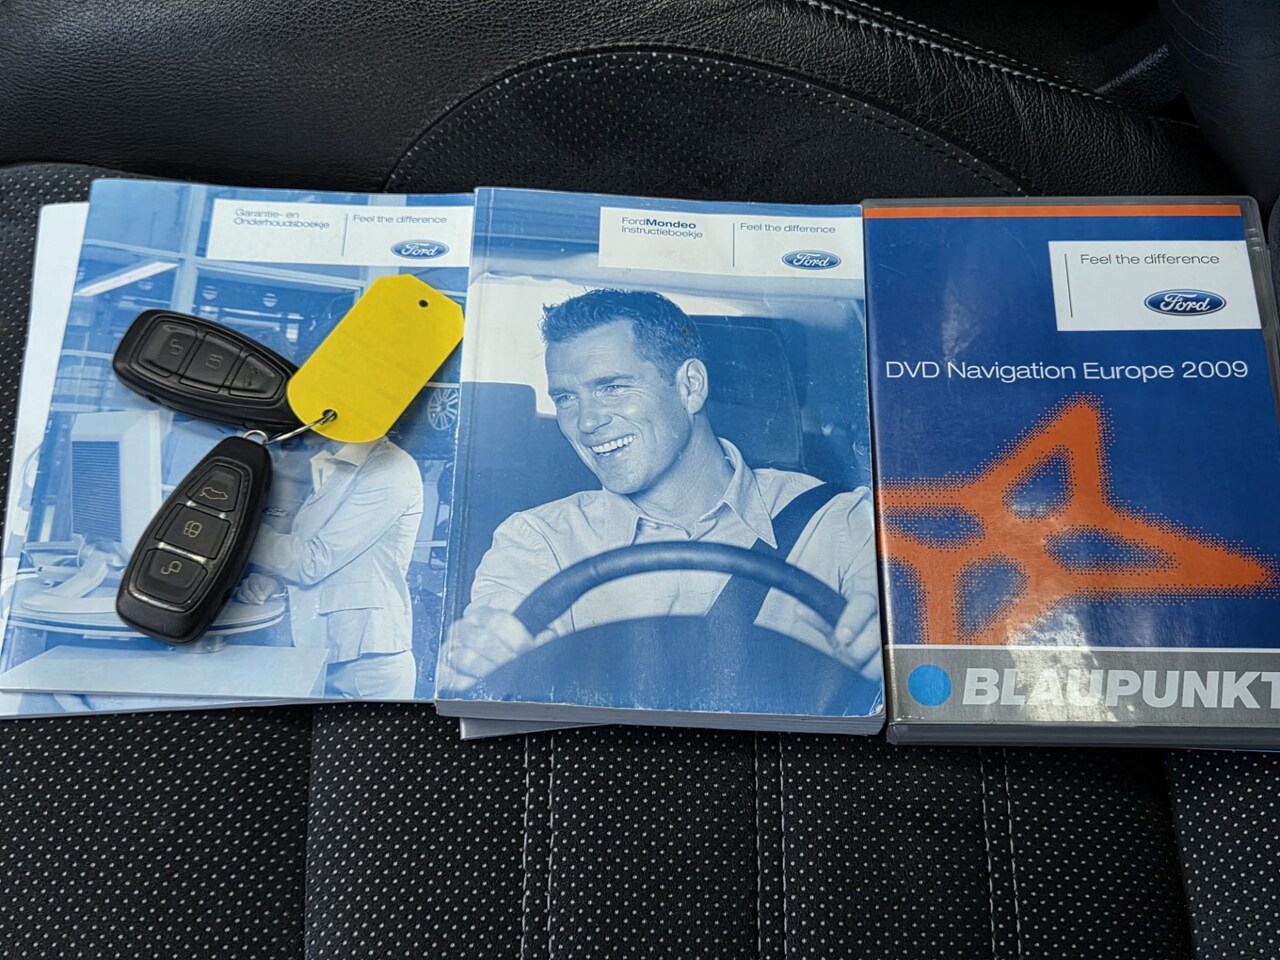 Garantie- en
Onderhoudsboekje
Feel the difference
Ford
FordMondeo
Instructieboekje
Feel the difference
Ford
Feel the difference
Ford
DVD Navigation Europe 2009
BLAUPUNKT